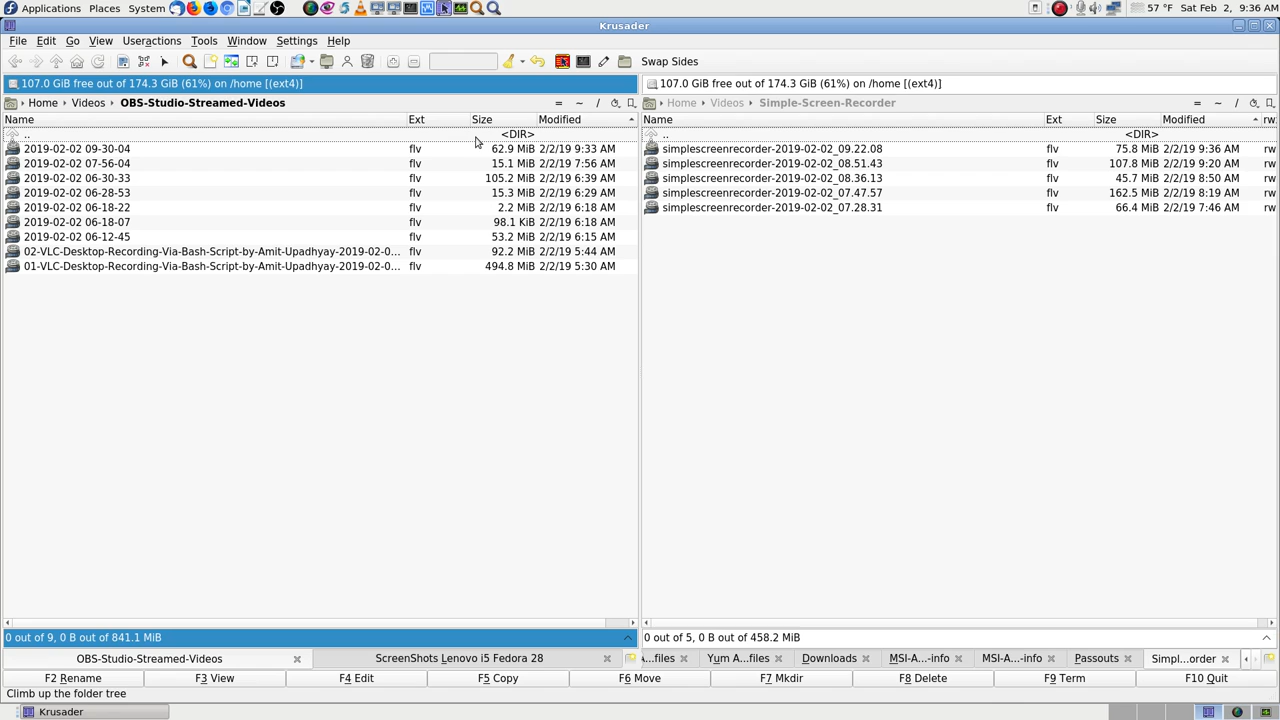 Applications Places System 57 °F Sat Feb 2, 9:36 AM
Krusader
File Edit Go View Useractions Tools Window Settings Help
Swap Sides
107.0 GiB free out of 174.3 GiB (61%) on /home [(ext4)]
Home Videos OBS-Studio-Streamed-Videos = ~ /
Name Ext Size Modified
.. <DIR>
2019-02-02 09-30-04 flv 62.9 MiB 2/2/19 9:33 AM
2019-02-02 07-56-04 flv 15.1 MiB 2/2/19 7:56 AM
2019-02-02 06-30-33 flv 105.2 MiB 2/2/19 6:39 AM
2019-02-02 06-28-53 flv 15.3 MiB 2/2/19 6:29 AM
2019-02-02 06-18-22 flv 2.2 MiB 2/2/19 6:18 AM
2019-02-02 06-18-07 flv 98.1 KiB 2/2/19 6:18 AM
2019-02-02 06-12-45 flv 53.2 MiB 2/2/19 6:15 AM
02-VLC-Desktop-Recording-Via-Bash-Script-by-Amit-Upadhyay-2019-02-0... flv 92.2 MiB 2/2/19 5:44 AM
01-VLC-Desktop-Recording-Via-Bash-Script-by-Amit-Upadhyay-2019-02-0... flv 494.8 MiB 2/2/19 5:30 AM
0 out of 9, 0 B out of 841.1 MiB
OBS-Studio-Streamed-Videos ScreenShots Lenovo i5 Fedora 28
107.0 GiB free out of 174.3 GiB (61%) on /home [(ext4)]
Home Videos Simple-Screen-Recorder = ~ /
Name Ext Size Modified rw
.. <DIR>
simplescreenrecorder-2019-02-02_09.22.08 flv 75.8 MiB 2/2/19 9:36 AM rw
simplescreenrecorder-2019-02-02_08.51.43 flv 107.8 MiB 2/2/19 9:20 AM rw
simplescreenrecorder-2019-02-02_08.36.13 flv 45.7 MiB 2/2/19 8:50 AM rw
simplescreenrecorder-2019-02-02_07.47.57 flv 162.5 MiB 2/2/19 8:19 AM rw
simplescreenrecorder-2019-02-02_07.28.31 flv 66.4 MiB 2/2/19 7:46 AM rw
0 out of 5, 0 B out of 458.2 MiB
A...files Yum A...files Downloads MSI-A...-info MSI-A...-info Passouts Simpl...order
F2 Rename F3 View F4 Edit F5 Copy F6 Move F7 Mkdir F8 Delete F9 Term F10 Quit
Climb up the folder tree
Krusader